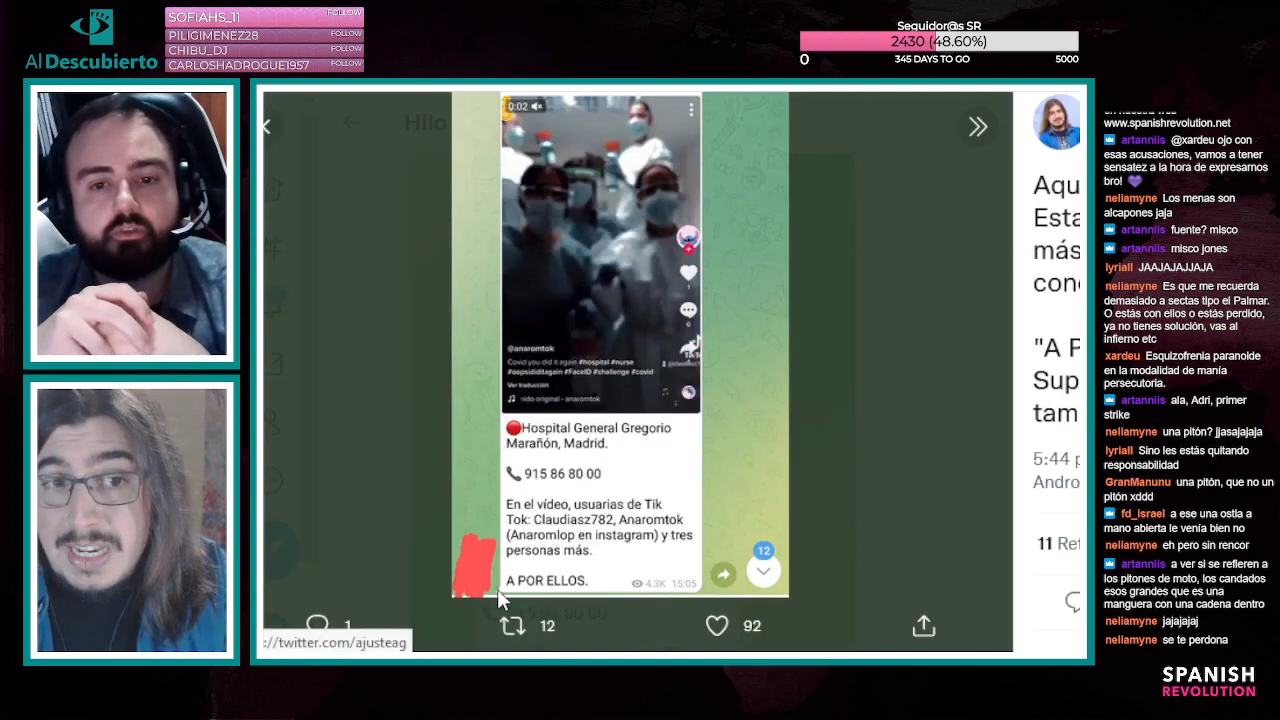 Al Descubierto
SOFIAHS_11 FOLLOW
PILIGIMENEZ28 FOLLOW
CHIBU_DJ FOLLOW
CARLOSHADROGUE1957 FOLLOW
Seguidor@s SR
2430 (48.60%)
0 345 DAYS TO GO 5000
Hilo
0:02
@anaromtok
Covid you did it again #hospital #nurse
#oopsididitagain #FaceID #challenge #covid
Ver traducción
nido original - anaromtok
🔴Hospital General Gregorio
Marañón, Madrid.
📞 915 86 80 00
En el vídeo, usuarias de Tik
Tok: Claudiasz782, Anaromtok
(Anaromlop en instagram) y tres
personas más.
A POR ELLOS.
4.3K 15:05
12
1
12
92
://twitter.com/ajusteag
Aqu
Esta
más
con
"A P
Sup
tam
5:44 p
Andro
11 Ret
www.spanishrevolution.net
artanniis @xardeu ojo con
esas acusaciones, vamos a tener
sensatez a la hora de expresarnos
bro! 💜
neliamyne Los menas son
alcapones jaja
artanniis fuente? misco
artanniis misco jones
lyriall JAAJAJAJJAJA
neliamyne Es que me recuerda
demasiado a sectas tipo el Palmar.
O estás con ellos o estás perdido,
ya no tienes solución, vas al
infierno etc
xardeu Esquizofrenia paranoide
en la modalidad de manía
persecutoria.
artanniis ala, Adri, primer
strike
neliamyne una pitón? jjasajajaja
lyriall Sino les estás quitando
responsabilidad
GranManunu una pitón, que no un
pitón xddd
fd_israel a ese una ostia a
mano abierta le venía bien no
neliamyne eh pero sin rencor
artanniis a ver si se refieren a
los pitones de moto, los candados
esos grandes que es una
manguera con una cadena dentro
neliamyne jajajajaj
neliamyne se te perdona
SPANISH
REVOLUTION